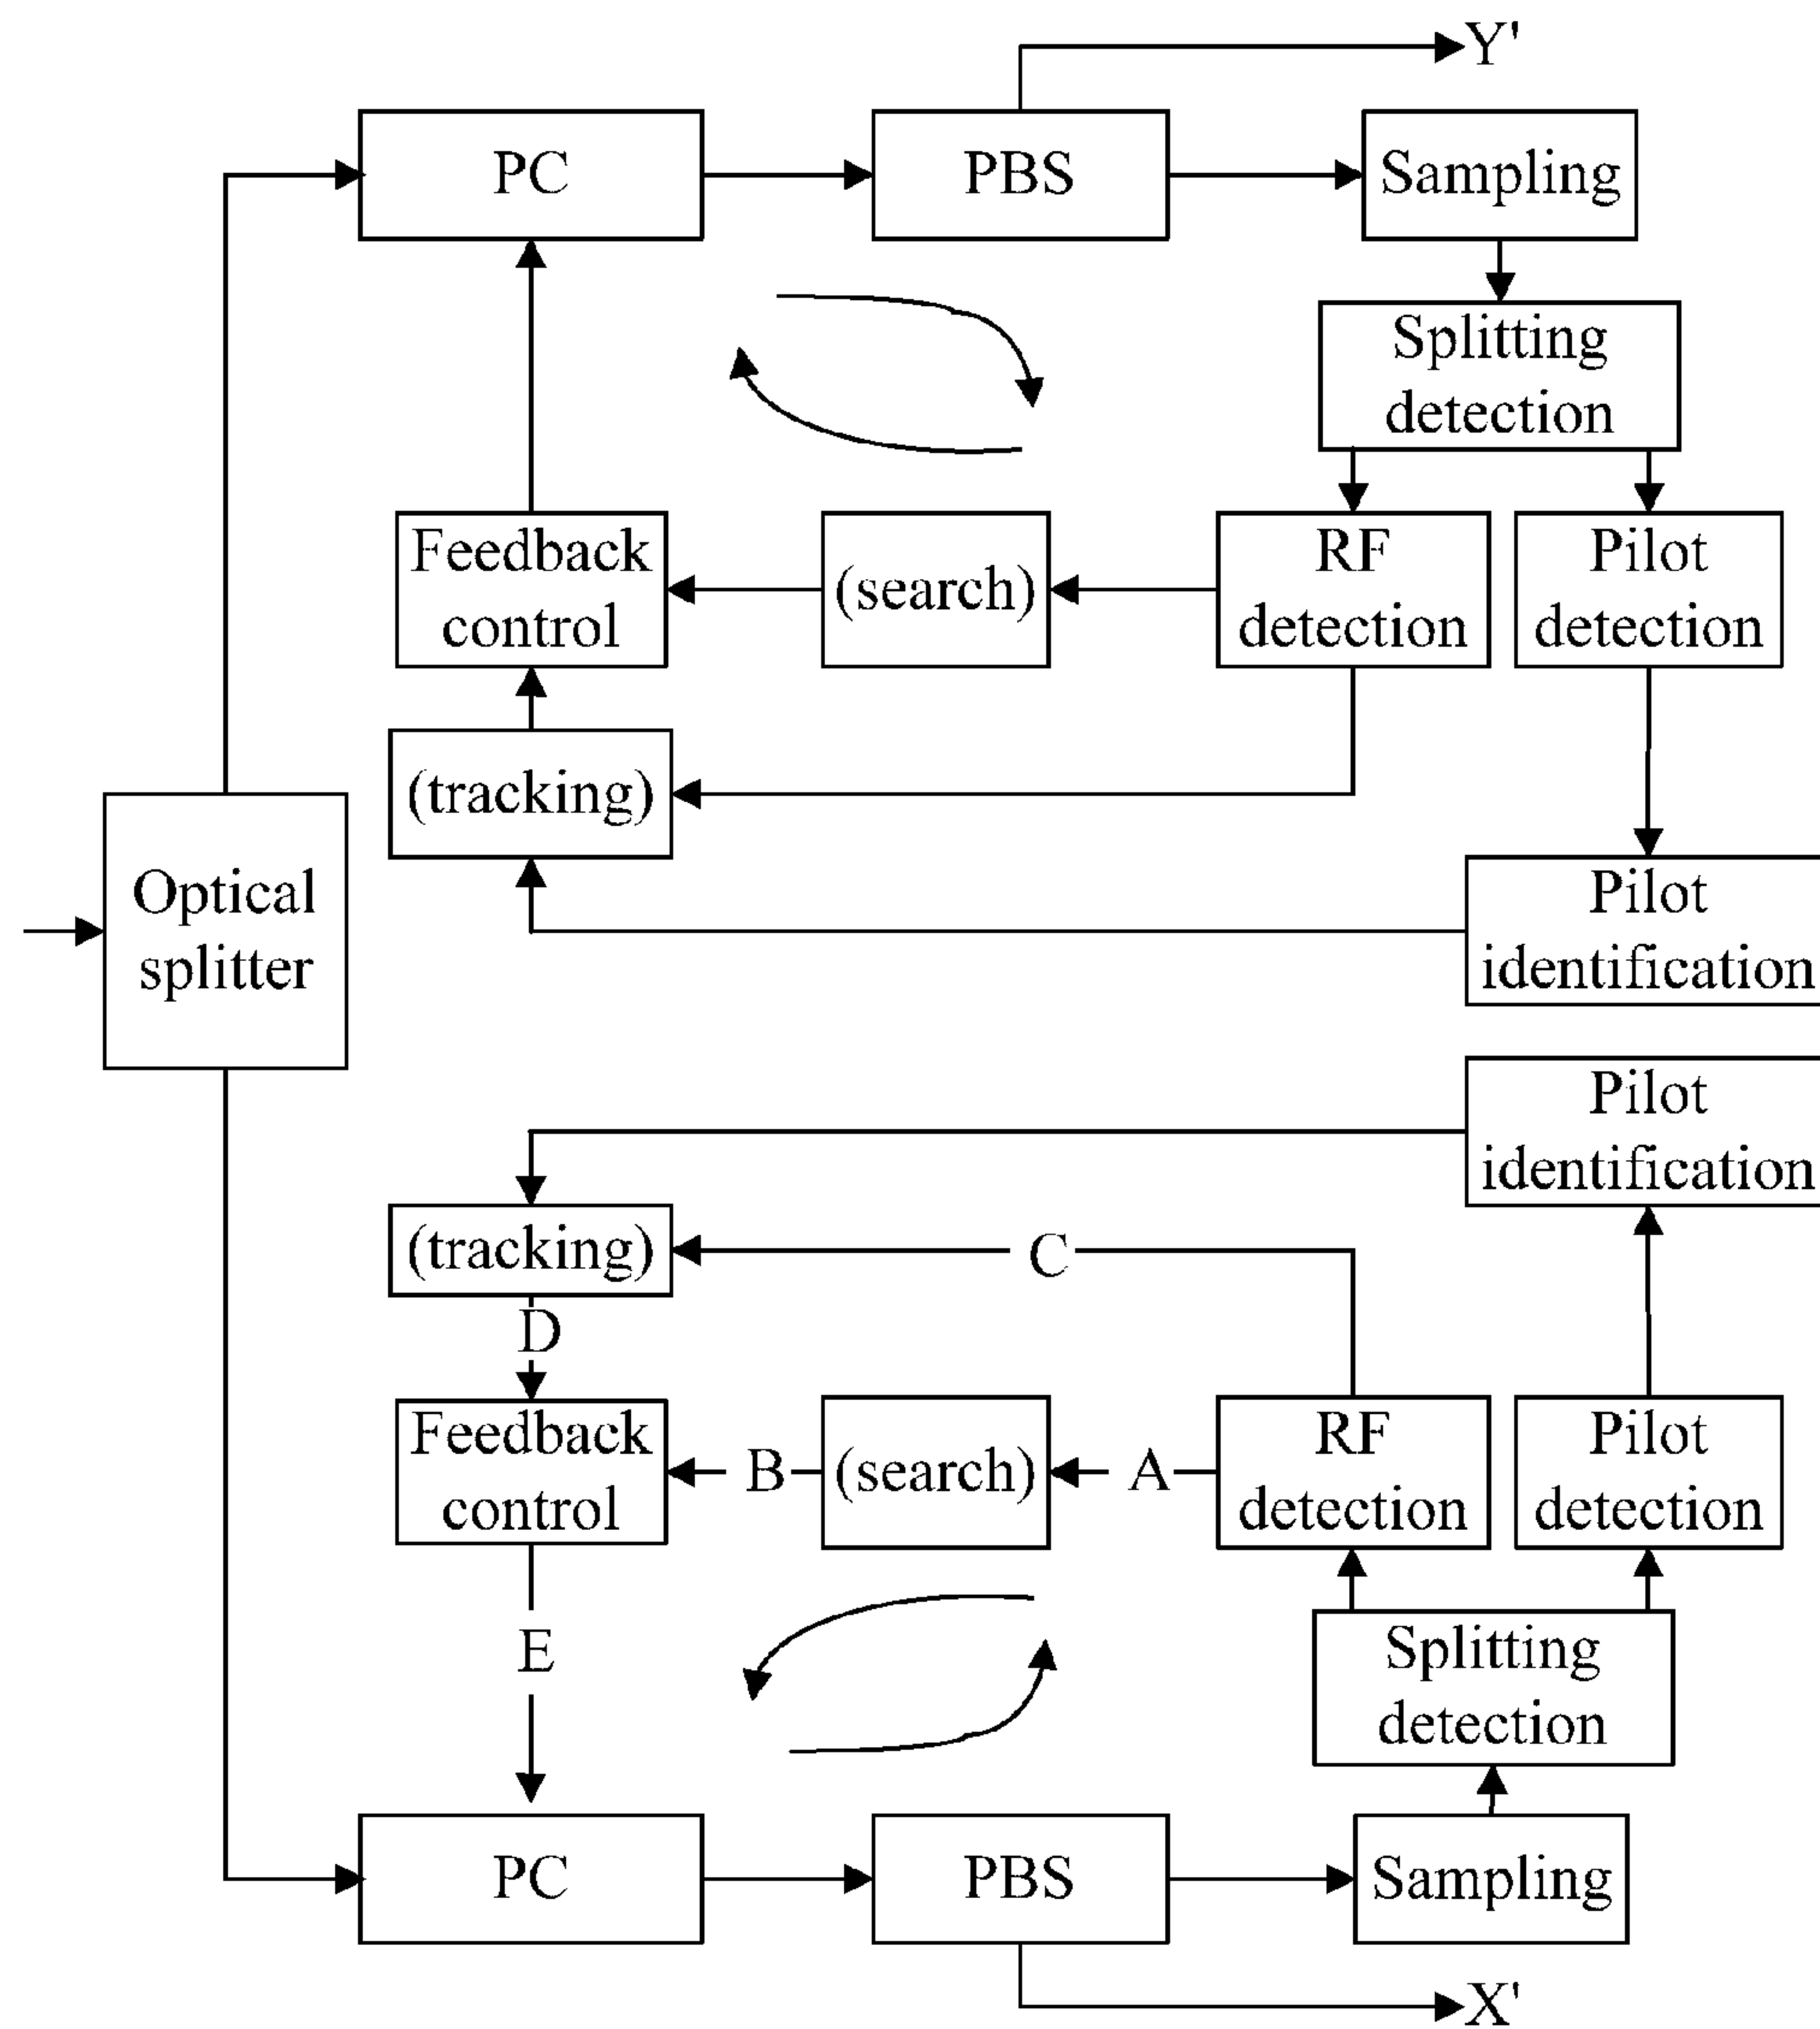 Y'
PC
PBS
Sampling
Splitting
detection
Feedback
control
(search)
RF
detection
Pilot
detection
(tracking)
Optical
splitter
Pilot
identification
Pilot
identification
(tracking)
C
D
Feedback
control
B
(search)
A
RF
detection
Pilot
detection
E
Splitting
detection
PC
PBS
Sampling
X'